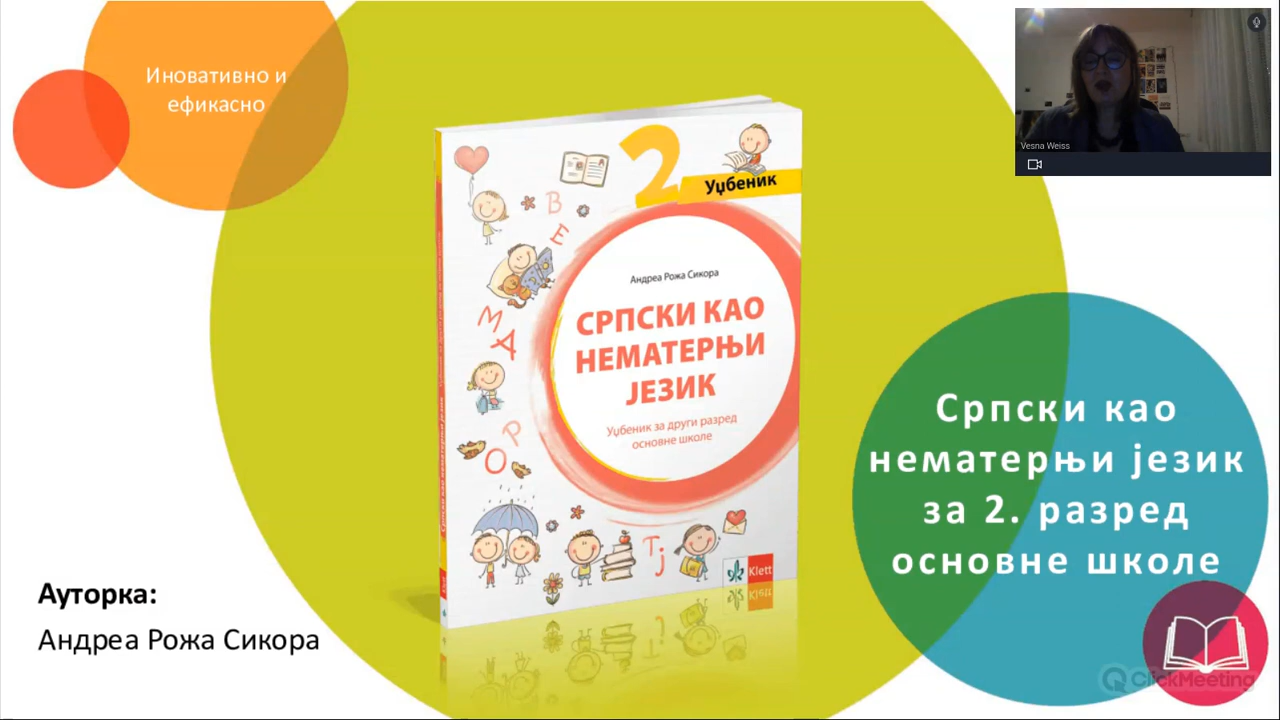 Иновативно и
ефикасно
Vesna Weiss
2
Уџбеник
В
Е
М
А
Р
О
Т
Ј
Андреа Рожа Сикора
СРПСКИ КАО
НЕМАТЕРЊИ
ЈЕЗИК
Уџбеник за други разред
основне школе
Klett
Српски као
нематерњи језик
за 2. разред
основне школе
Ауторка:
Андреа Рожа Сикора
ClickMeeting